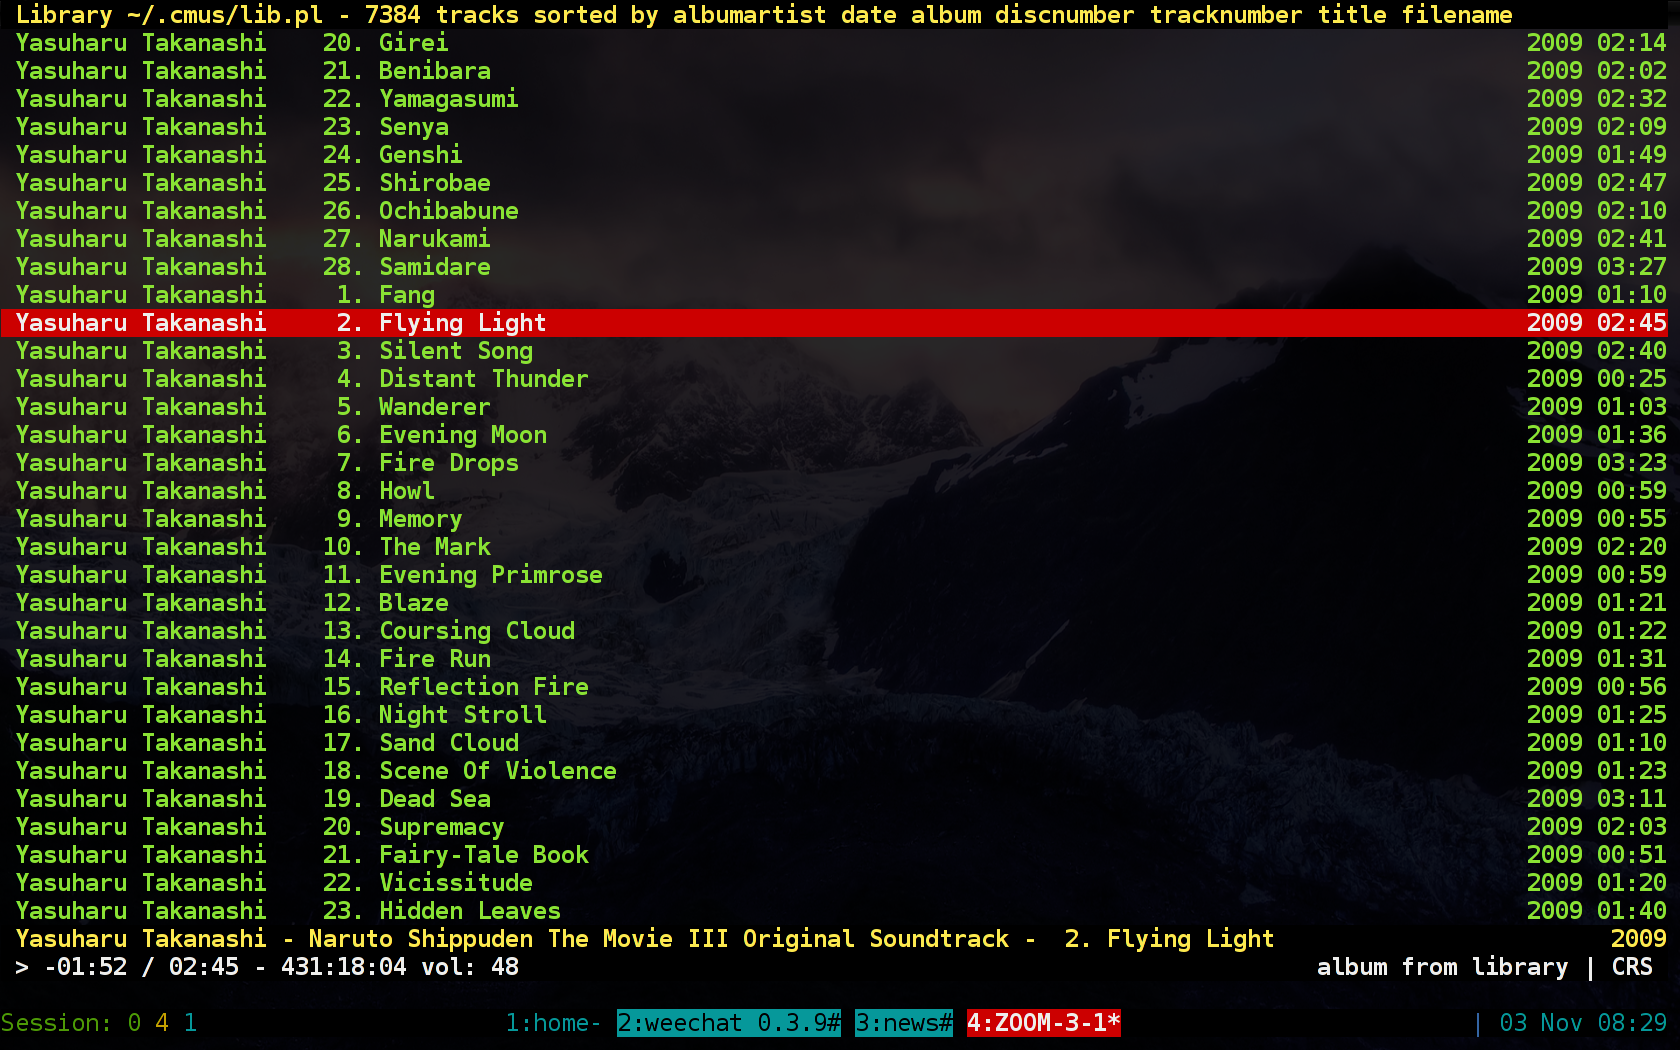 Library ~/.cmus/lib.pl - 7384 tracks sorted by albumartist date album discnumber tracknumber title filename
Yasuharu Takanashi 20. Girei 2009 02:14
Yasuharu Takanashi 21. Benibara 2009 02:02
Yasuharu Takanashi 22. Yamagasumi 2009 02:32
Yasuharu Takanashi 23. Senya 2009 02:09
Yasuharu Takanashi 24. Genshi 2009 01:49
Yasuharu Takanashi 25. Shirobae 2009 02:47
Yasuharu Takanashi 26. Ochibabune 2009 02:10
Yasuharu Takanashi 27. Narukami 2009 02:41
Yasuharu Takanashi 28. Samidare 2009 03:27
Yasuharu Takanashi 1. Fang 2009 01:10
Yasuharu Takanashi 2. Flying Light 2009 02:45
Yasuharu Takanashi 3. Silent Song 2009 02:40
Yasuharu Takanashi 4. Distant Thunder 2009 00:25
Yasuharu Takanashi 5. Wanderer 2009 01:03
Yasuharu Takanashi 6. Evening Moon 2009 01:36
Yasuharu Takanashi 7. Fire Drops 2009 03:23
Yasuharu Takanashi 8. Howl 2009 00:59
Yasuharu Takanashi 9. Memory 2009 00:55
Yasuharu Takanashi 10. The Mark 2009 02:20
Yasuharu Takanashi 11. Evening Primrose 2009 00:59
Yasuharu Takanashi 12. Blaze 2009 01:21
Yasuharu Takanashi 13. Coursing Cloud 2009 01:22
Yasuharu Takanashi 14. Fire Run 2009 01:31
Yasuharu Takanashi 15. Reflection Fire 2009 00:56
Yasuharu Takanashi 16. Night Stroll 2009 01:25
Yasuharu Takanashi 17. Sand Cloud 2009 01:10
Yasuharu Takanashi 18. Scene Of Violence 2009 01:23
Yasuharu Takanashi 19. Dead Sea 2009 03:11
Yasuharu Takanashi 20. Supremacy 2009 02:03
Yasuharu Takanashi 21. Fairy-Tale Book 2009 00:51
Yasuharu Takanashi 22. Vicissitude 2009 01:20
Yasuharu Takanashi 23. Hidden Leaves 2009 01:40
Yasuharu Takanashi - Naruto Shippuden The Movie III Original Soundtrack - 2. Flying Light 2009
> -01:52 / 02:45 - 431:18:04 vol: 48 album from library | CRS
Session: 0 4 1 1:home- 2:weechat 0.3.9# 3:news# 4:ZOOM-3-1* | 03 Nov 08:29